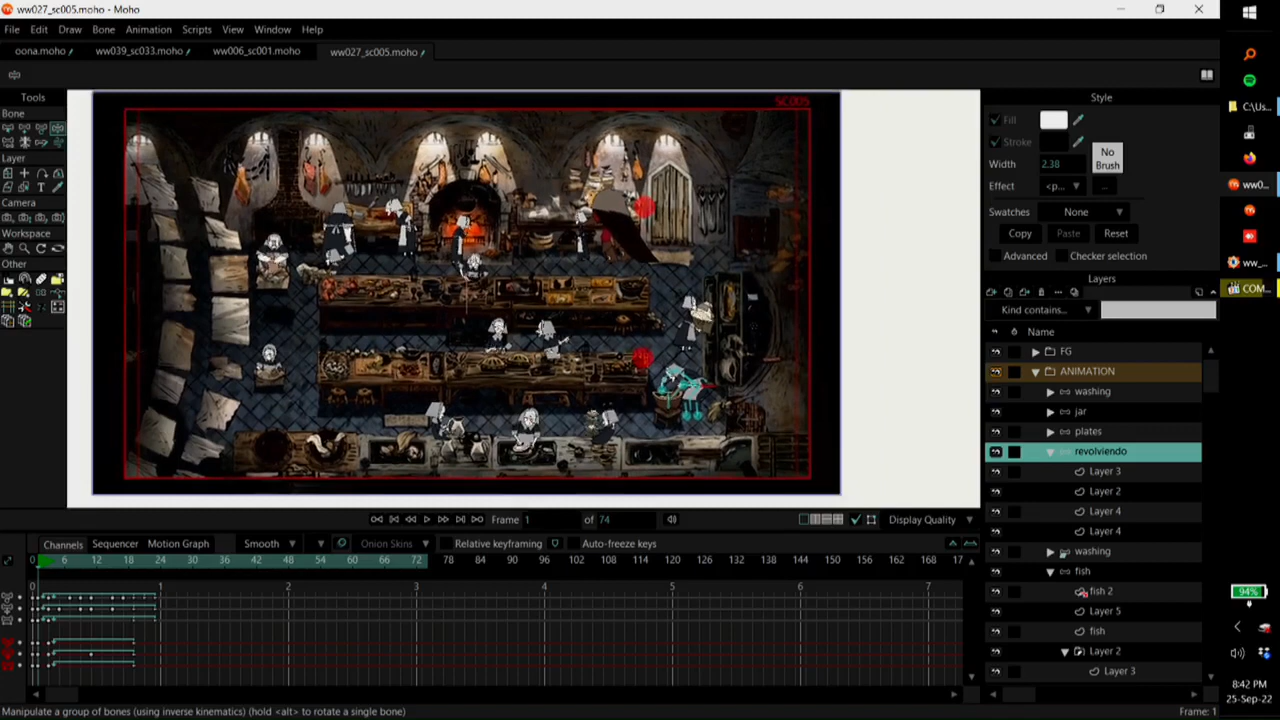 ww027_sc005.moho - Moho
File Edit Draw Bone Animation Scripts View Window Help
oona.moho ww039_sc033.moho ww006_sc001.moho ww027_sc005.moho
Tools
Bone
Layer
Camera
Workspace
Other
SC005
Style
Fill
Stroke
Width 2.38
No Brush
Effect <p... ...
Swatches None
Copy Paste Reset
Advanced Checker selection
Layers
Kind contains...
Name
FG
ANIMATION
washing
jar
plates
revolviendo
Layer 3
Layer 2
Layer 4
Layer 4
washing
fish
fish 2
Layer 5
fish
Layer 2
Layer 3
Frame 1 of 74 Display Quality
Channels Sequencer Motion Graph Smooth Onion Skins Relative keyframing Auto-freeze keys
0 6 12 18 24 30 36 42 48 54 60 66 72 78 84 90 96 102 108 114 120 126 132 138 144 150 156 162 168 17
0 1 2 3 4 5 6 7
Manipulate a group of bones (using inverse kinematics) (hold <alt> to rotate a single bone)
Frame: 1
C:\Us...
ww0...
ww_...
COM...
94%
8:42 PM
25-Sep-22